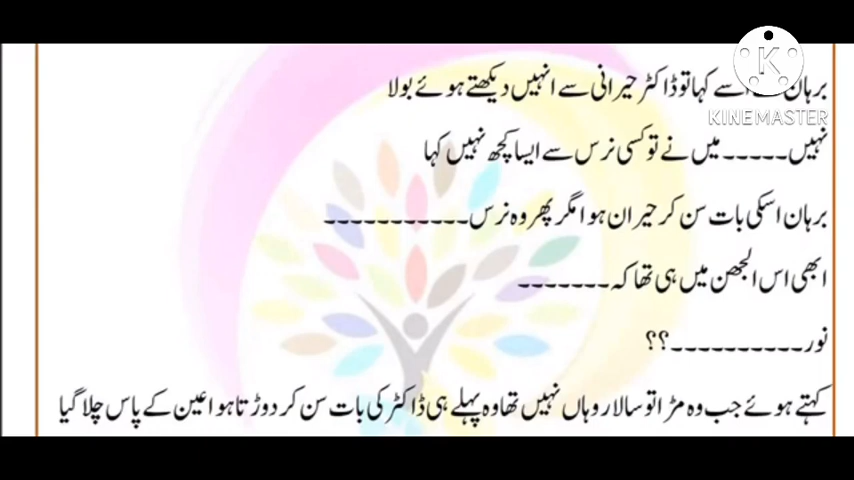 برہان اسے کہا تو ڈاکٹر حیرانی سے انہیں دیکھتے ہوئے بولا
KINEMASTER
نہیں-----میں نے تو کسی نرس سے ایسا کچھ نہیں کہا
برہان اسکی بات سن کر حیران ہوا مگر پھر وہ نرس-----------
ابھی اس الجھن میں ہی تھا کہ-------
نور----------؟؟
کہتے ہوئے جب وہ مڑا تو سالار وہاں نہیں تھا وہ پہلے ہی ڈاکٹر کی بات سن کر دوڑتا ہوا عین کے پاس چلا گیا